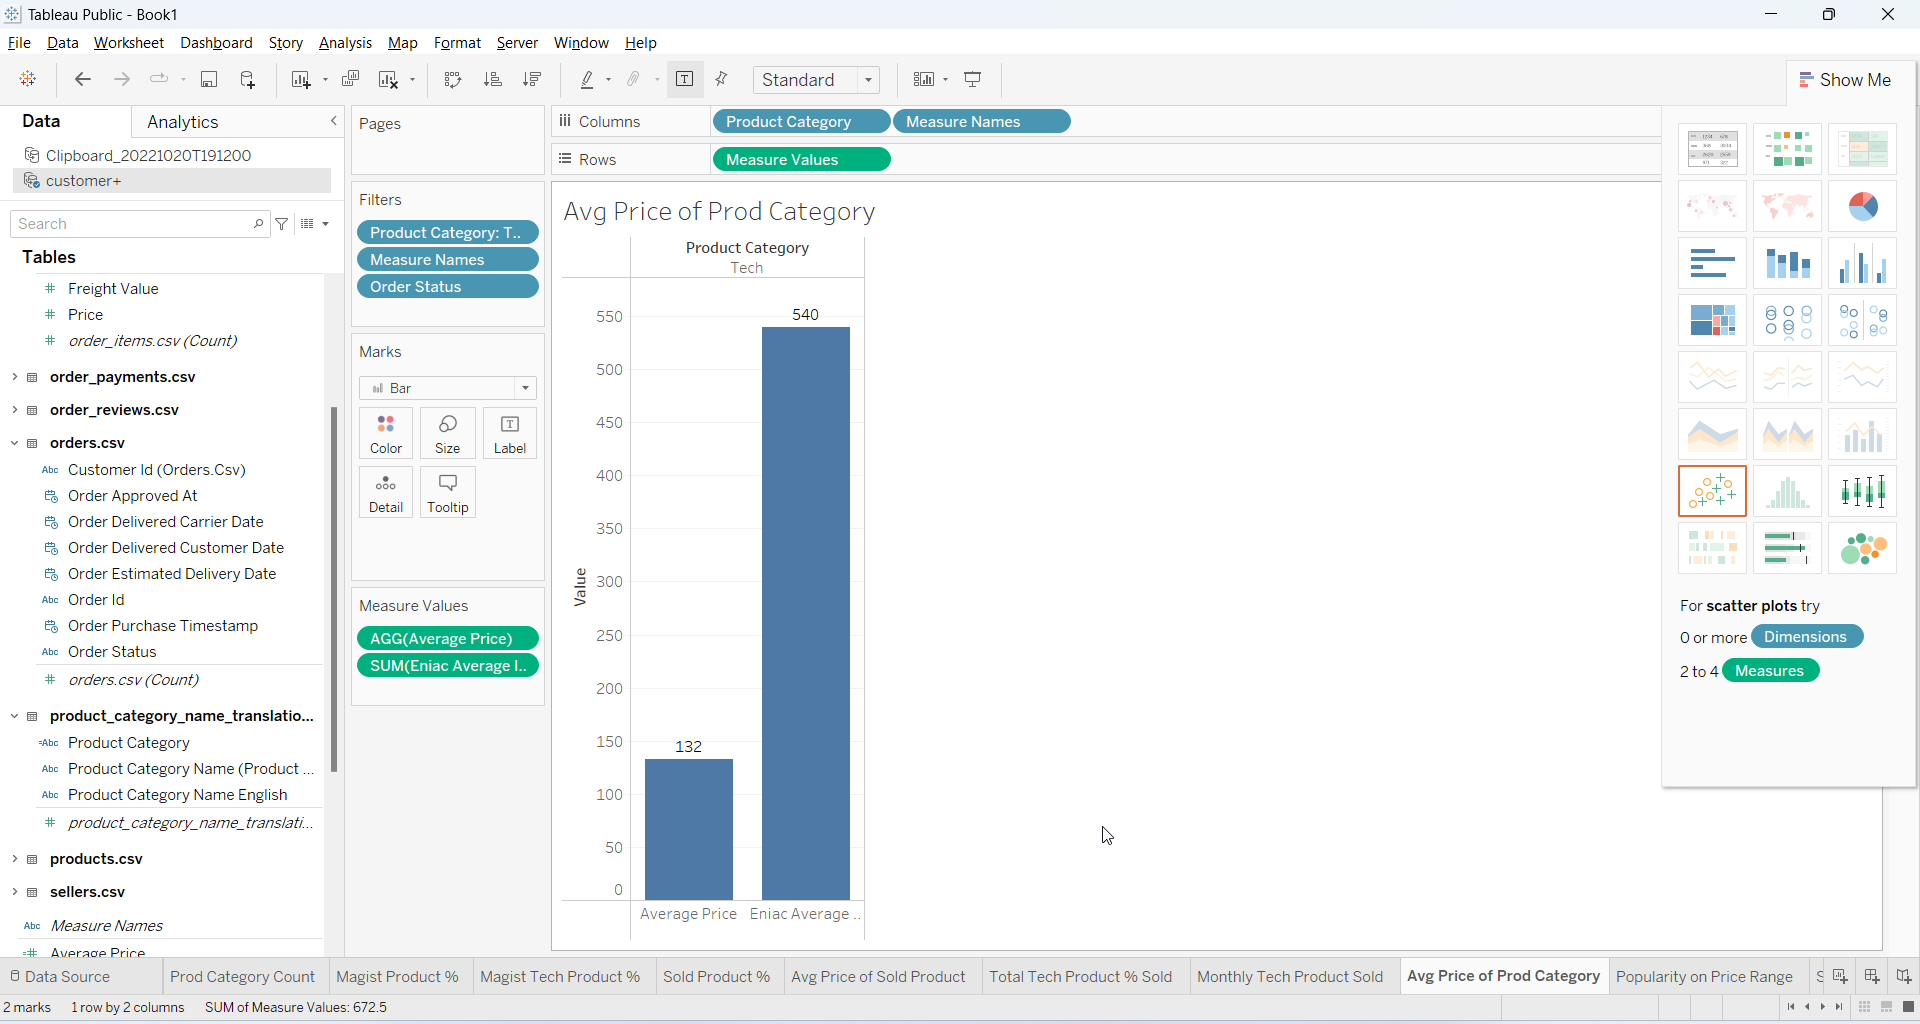 Tableau Public - Book1
File Data Worksheet Dashboard Story Analysis Map Format Server Window Help
Standard
Show Me
Data
Analytics
Clipboard_20221020T191200
customer+
Search
Tables
Freight Value
Price
order_items.csv (Count)
order_payments.csv
order_reviews.csv
orders.csv
Abc Customer Id (Orders.Csv)
Order Approved At
Order Delivered Carrier Date
Order Delivered Customer Date
Order Estimated Delivery Date
Abc Order Id
Order Purchase Timestamp
Abc Order Status
orders.csv (Count)
product_category_name_translatio...
=Abc Product Category
Abc Product Category Name (Product ...
Abc Product Category Name English
product_category_name_translati...
products.csv
sellers.csv
Abc Measure Names
Average Price
Pages
Filters
Product Category: T..
Measure Names
Order Status
Marks
Bar
Color
Size
Label
Detail
Tooltip
Measure Values
AGG(Average Price)
SUM(Eniac Average I..
Columns
Product Category
Measure Names
Rows
Measure Values
Avg Price of Prod Category
Product Category
Tech
550
500
450
400
350
300
250
200
150
100
50
0
Value
132
540
Average Price
Eniac Average ..
For scatter plots try
0 or more Dimensions
2 to 4 Measures
Data Source
Prod Category Count
Magist Product %
Magist Tech Product %
Sold Product %
Avg Price of Sold Product
Total Tech Product % Sold
Monthly Tech Product Sold
Avg Price of Prod Category
Popularity on Price Range
2 marks
1 row by 2 columns
SUM of Measure Values: 672.5